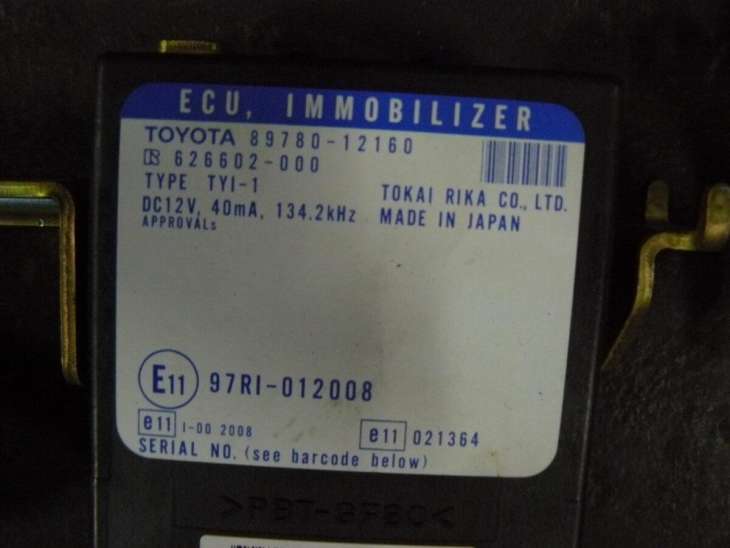 ECU, IMMOBILIZER
TOYOTA 89780-12160
626602-000
TYPE TYI-1
TOKAI RIKA CO., LTD.
DC12V, 40mA, 134.2kHz MADE IN JAPAN
APPROVALs
E11 97RI-012008
e11 I-00 2008 e11 021364
SERIAL NO. (see barcode below)